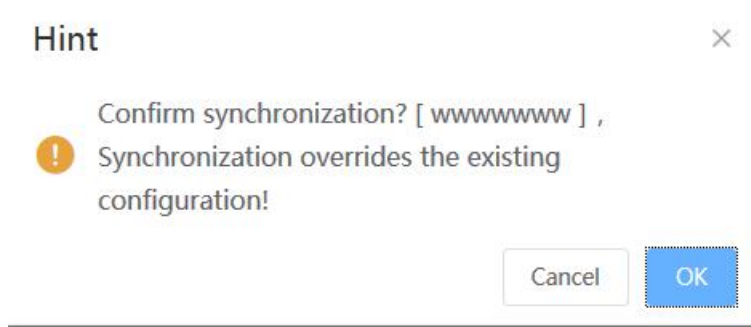 Hint
Confirm synchronization? [ wwwwwww ] ,
Synchronization overrides the existing
configuration!
Cancel
OK